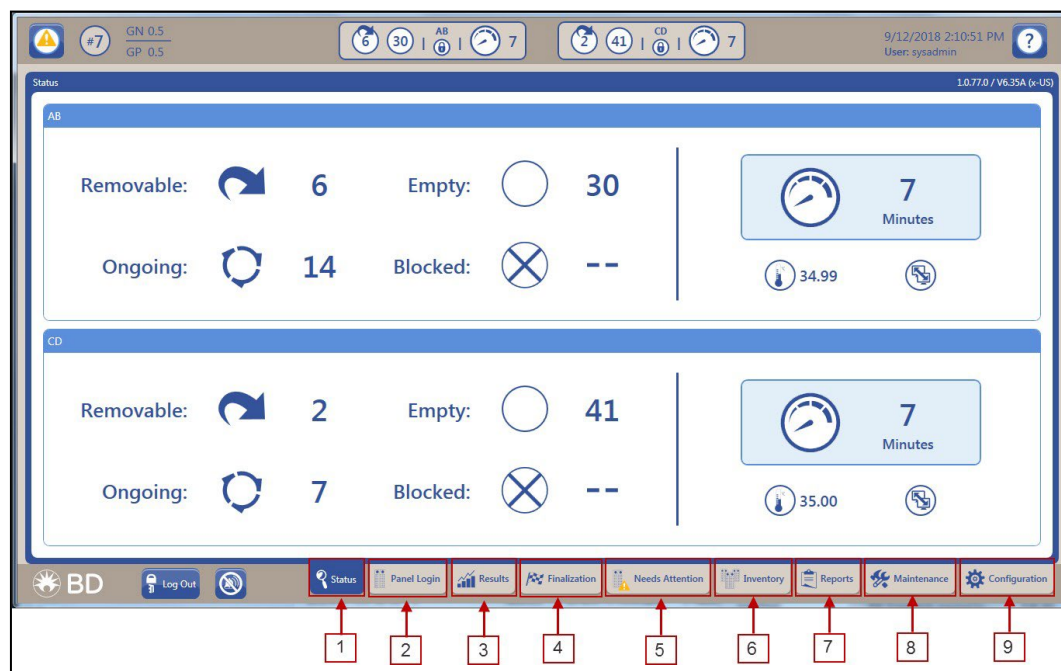 #7
GN 0.5
GP 0.5
6 30 | AB | 7
2 41 | CD | 7
9/12/2018 2:10:51 PM
User: sysadmin
?
Status
1.0.77.0 / V6.35A (x-US)
AB
Removable: 6 Empty: 30
7
Minutes
Ongoing: 14 Blocked: --
34.99
CD
Removable: 2 Empty: 41
7
Minutes
Ongoing: 7 Blocked: --
35.00
BD
Log Out
Status
Panel Login
Results
Finalization
Needs Attention
Inventory
Reports
Maintenance
Configuration
1
2
3
4
5
6
7
8
9